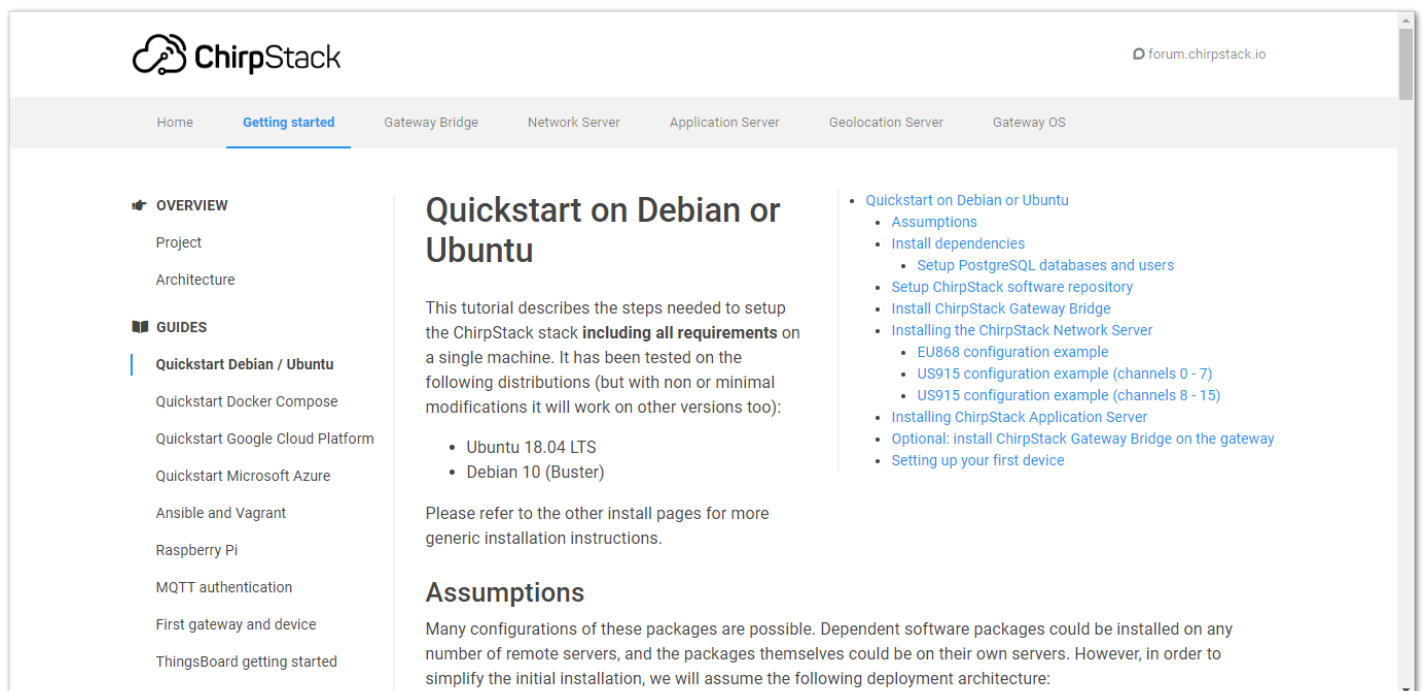 ChirpStack
forum.chirpstack.io
Home
Getting started
Gateway Bridge
Network Server
Application Server
Geolocation Server
Gateway OS
OVERVIEW
Project
Architecture
GUIDES
Quickstart Debian / Ubuntu
Quickstart Docker Compose
Quickstart Google Cloud Platform
Quickstart Microsoft Azure
Ansible and Vagrant
Raspberry Pi
MQTT authentication
First gateway and device
ThingsBoard getting started
Quickstart on Debian or
Ubuntu
This tutorial describes the steps needed to setup
the ChirpStack stack including all requirements on
a single machine. It has been tested on the
following distributions (but with non or minimal
modifications it will work on other versions too):
• Ubuntu 18.04 LTS
• Debian 10 (Buster)
Please refer to the other install pages for more
generic installation instructions.
• Quickstart on Debian or Ubuntu
• Assumptions
• Install dependencies
• Setup PostgreSQL databases and users
• Setup ChirpStack software repository
• Install ChirpStack Gateway Bridge
• Installing the ChirpStack Network Server
• EU868 configuration example
• US915 configuration example (channels 0 - 7)
• US915 configuration example (channels 8 - 15)
• Installing ChirpStack Application Server
• Optional: install ChirpStack Gateway Bridge on the gateway
• Setting up your first device
Assumptions
Many configurations of these packages are possible. Dependent software packages could be installed on any
number of remote servers, and the packages themselves could be on their own servers. However, in order to
simplify the initial installation, we will assume the following deployment architecture: